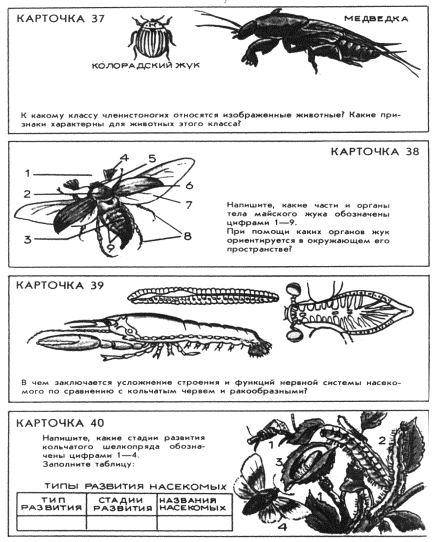 КАРТОЧКА 37
МЕДВЕДКА
КОЛОРАДСКИЙ ЖУК
К какому классу членистоногих относятся изображенные животные? Какие при-
знаки характерны для животных этого класса?
КАРТОЧКА 38
1
2
3
4
5
6
7
8
9
Напишите, какие части и органы
тела майского жука обозначены
цифрами 1—9.
При помощи каких органов жук
ориентируется в окружающем его
пространстве?
КАРТОЧКА 39
В чем заключается усложнение строения и функций нервной системы насеко-
мого по сравнению с кольчатым червем и ракообразными?
КАРТОЧКА 40
Напишите, какие стадии развития
кольчатого шелкопряда обозна-
чены цифрами 1—4.
Заполните таблицу:
ТИПЫ РАЗВИТИЯ НАСЕКОМЫХ
ТИП РАЗВИТИЯ
СТАДИИ РАЗВИТИЯ
НАЗВАНИЯ НАСЕКОМЫХ
1
2
3
1
4